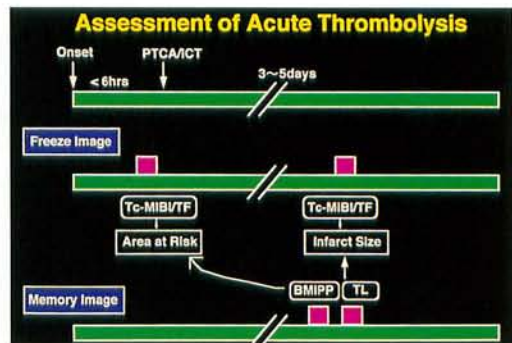 Assessment of Acute Thrombolysis
Onset PTCA/ICT
< 6hrs 3~5days
Freeze Image
Tc-MIBI/TF Tc-MIBI/TF
Area at Risk Infarct Size
BMIPP TL
Memory Image